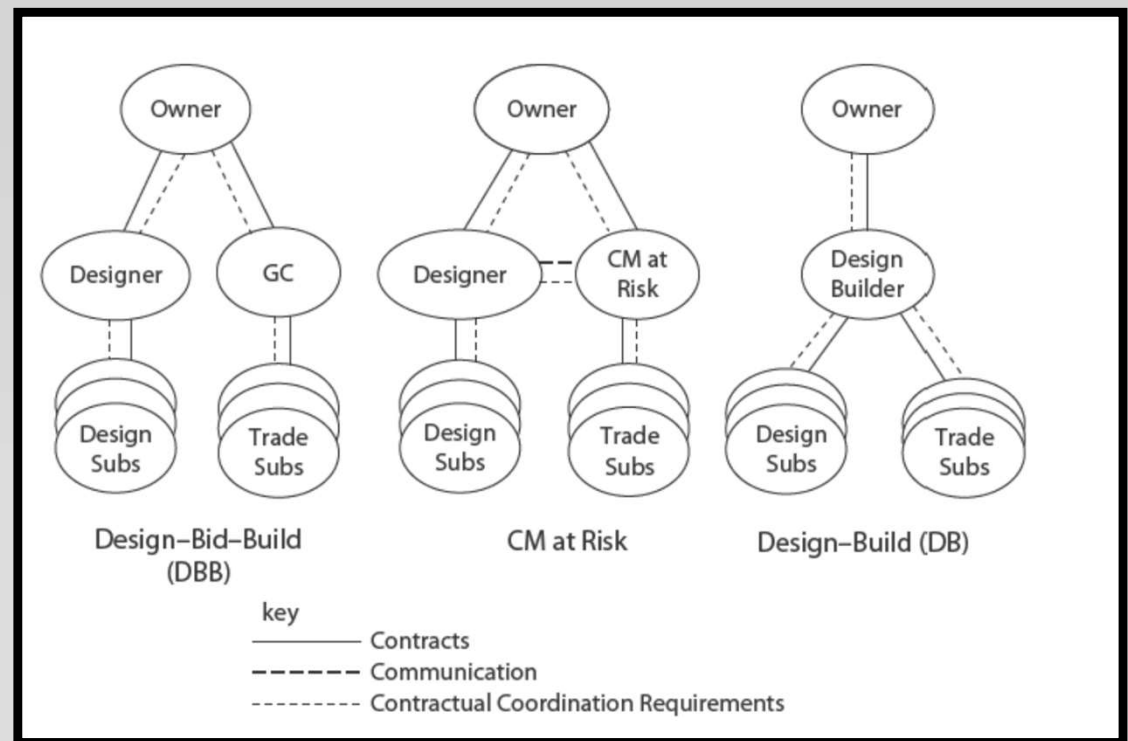 Owner
Owner
Owner
Designer
GC
Designer
CM at
Risk
Design
Builder
Design
Subs
Trade
Subs
Design
Subs
Trade
Subs
Design
Subs
Trade
Subs
Design–Bid–Build
(DBB)
CM at Risk
Design–Build (DB)
key
Contracts
Communication
Contractual Coordination Requirements